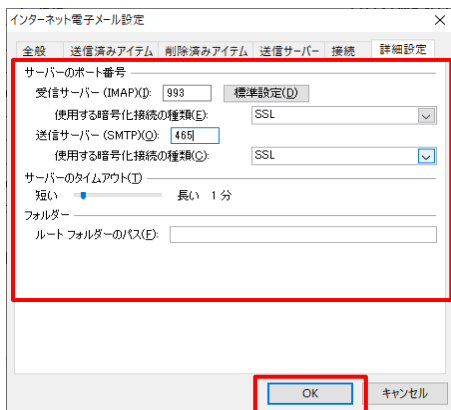 インターネット電子メール設定
全般 送信済みアイテム 削除済みアイテム 送信サーバー 接続 詳細設定
サーバーのポート番号
受信サーバー (IMAP)(I): 993 標準設定(D)
使用する暗号化接続の種類(E): SSL
送信サーバー (SMTP)(O): 465
使用する暗号化接続の種類(C): SSL
サーバーのタイムアウト(T)
短い 長い 1 分
フォルダー
ルート フォルダーのパス(F):
OK キャンセル